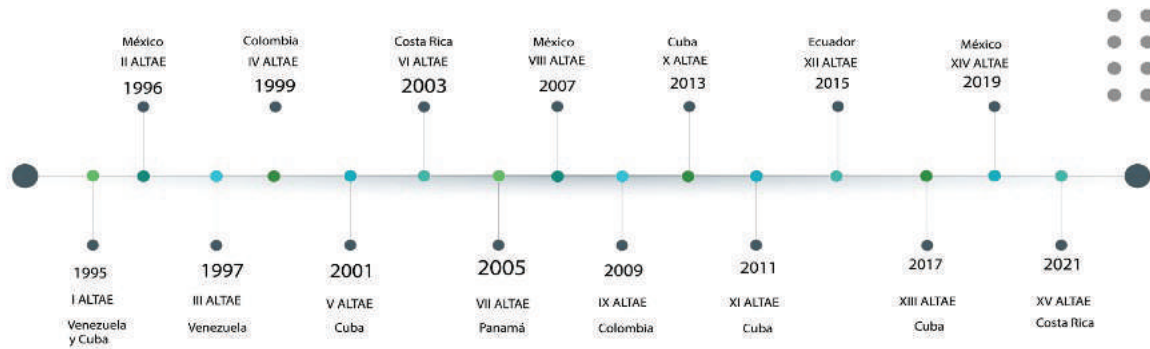 México
II ALTAE
1996
Colombia
IV ALTAE
1999
Costa Rica
VI ALTAE
2003
México
VIII ALTAE
2007
Cuba
X ALTAE
2013
Ecuador
XII ALTAE
2015
México
XIV ALTAE
2019
1995
I ALTAE
Venezuela
y Cuba
1997
III ALTAE
Venezuela
2001
V ALTAE
Cuba
2005
VII ALTAE
Panamá
2009
IX ALTAE
Colombia
2011
XI ALTAE
Cuba
2017
XIII ALTAE
Cuba
2021
XV ALTAE
Costa Rica